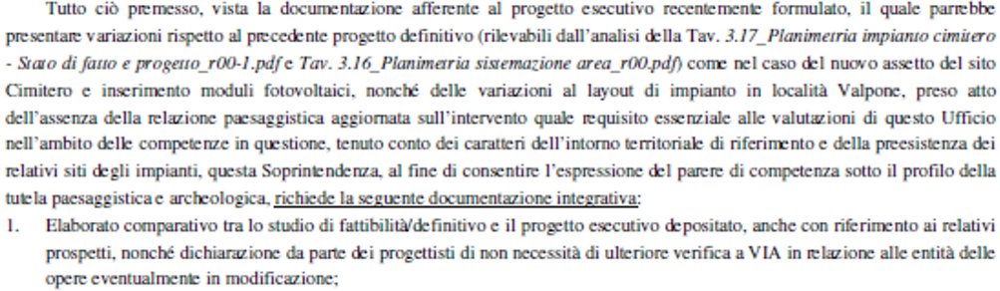 Tutto ciò premesso, vista la documentazione afferente al progetto esecutivo recentemente formulato, il quale parrebbe
presentare variazioni rispetto al precedente progetto definitivo (rilevabili dall'analisi della Tav. 3.17_Planimetria impianto cimitero
- Stato di fatto e progetto_r00-1.pdf e Tav. 3.16_Planimetria sistemazione area_r00.pdf) come nel caso del nuovo assetto del sito
Cimitero e inserimento moduli fotovoltaici, nonché delle variazioni al layout di impianto in località Valpone, preso atto
dell'assenza della relazione paesaggistica aggiornata sull'intervento quale requisito essenziale alle valutazioni di questo Ufficio
nell'ambito delle competenze in questione, tenuto conto dei caratteri dell'intorno territoriale di riferimento e della preesistenza dei
relativi siti degli impianti, questa Soprintendenza, al fine di consentire l'espressione del parere di competenza sotto il profilo della
tutela paesaggistica e archeologica, richiede la seguente documentazione integrativa:
1. Elaborato comparativo tra lo studio di fattibilità/definitivo e il progetto esecutivo depositato, anche con riferimento ai relativi
prospetti, nonché dichiarazione da parte dei progettisti di non necessità di ulteriore verifica a VIA in relazione alle entità delle
opere eventualmente in modificazione;